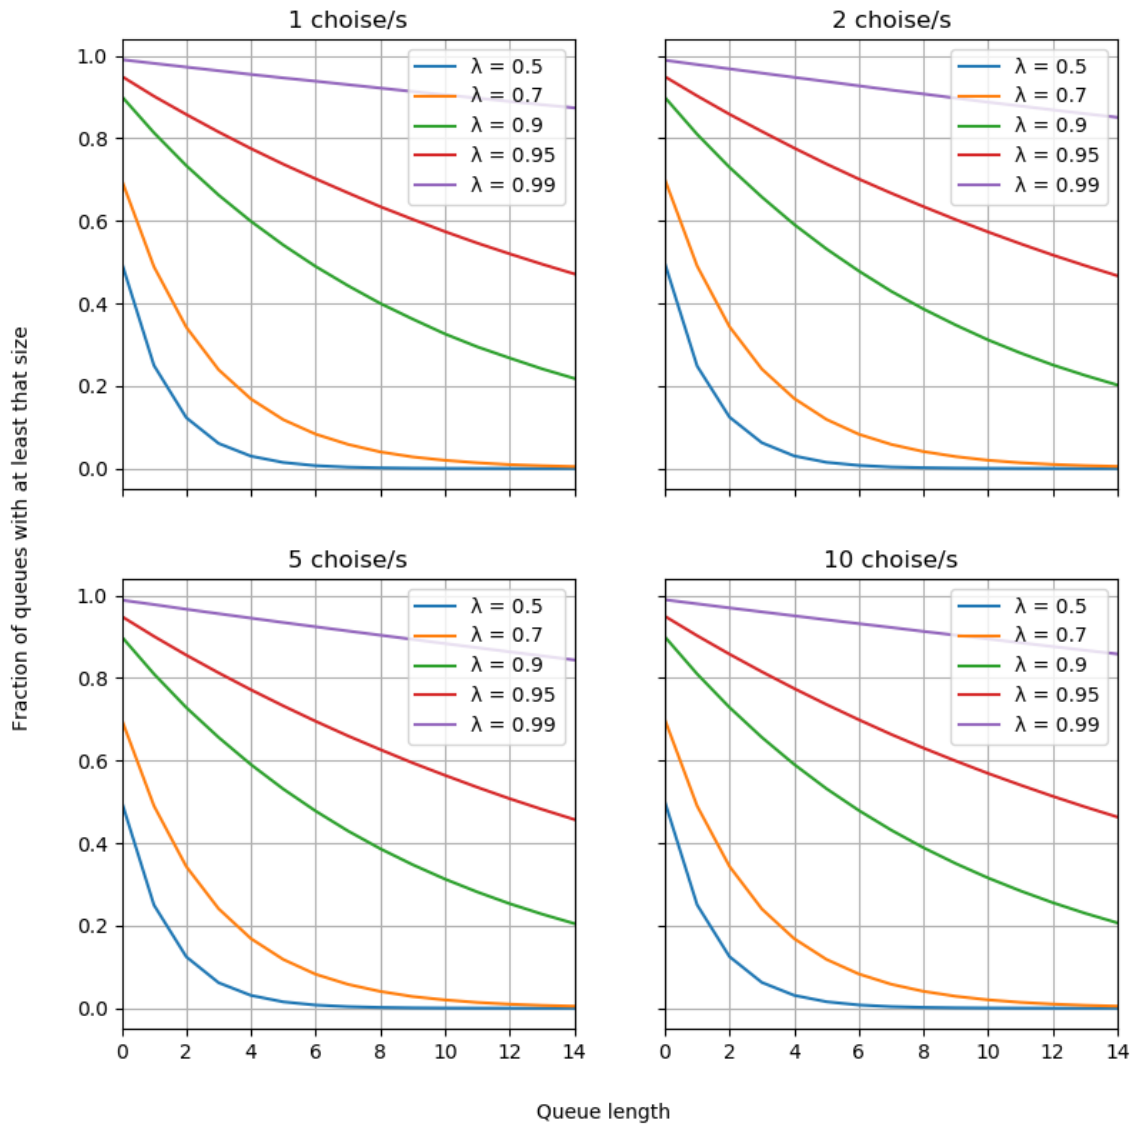 1 choise/s
2 choise/s
1.0
0.8
0.6
0.4
0.2
0.0
λ = 0.5
λ = 0.7
λ = 0.9
λ = 0.95
λ = 0.99
λ = 0.5
λ = 0.7
λ = 0.9
λ = 0.95
λ = 0.99
Fraction of queues with at least that size
5 choise/s
10 choise/s
1.0
0.8
0.6
0.4
0.2
0.0
λ = 0.5
λ = 0.7
λ = 0.9
λ = 0.95
λ = 0.99
λ = 0.5
λ = 0.7
λ = 0.9
λ = 0.95
λ = 0.99
0 2 4 6 8 10 12 14
0 2 4 6 8 10 12 14
Queue length